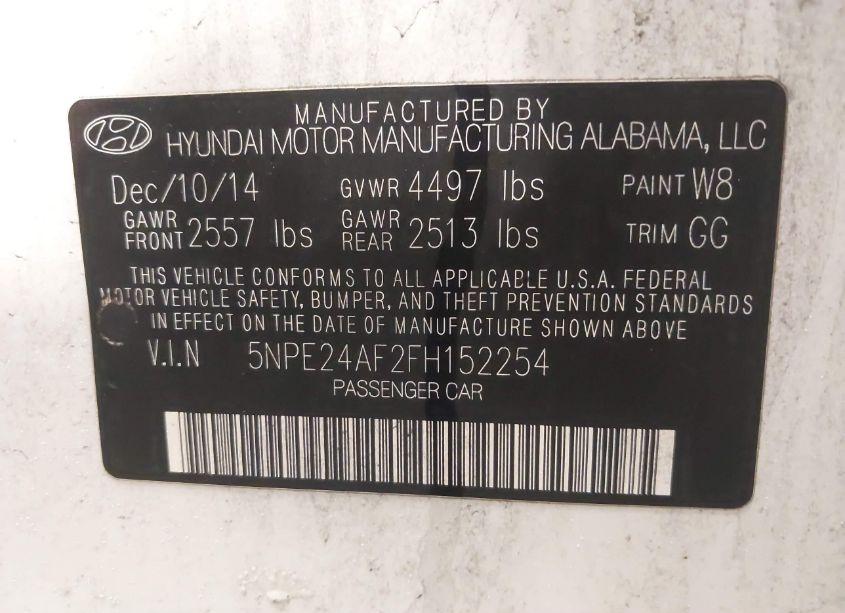 MANUFACTURED BY
HYUNDAI MOTOR MANUFACTURING ALABAMA, LLC
Dec/10/14 GVWR 4497 lbs PAINT W8
GAWR FRONT 2557 lbs GAWR REAR 2513 lbs TRIM GG
THIS VEHICLE CONFORMS TO ALL APPLICABLE U.S.A. FEDERAL
MOTOR VEHICLE SAFETY, BUMPER, AND THEFT PREVENTION STANDARDS
IN EFFECT ON THE DATE OF MANUFACTURE SHOWN ABOVE
V.I.N 5NPE24AF2FH152254
PASSENGER CAR